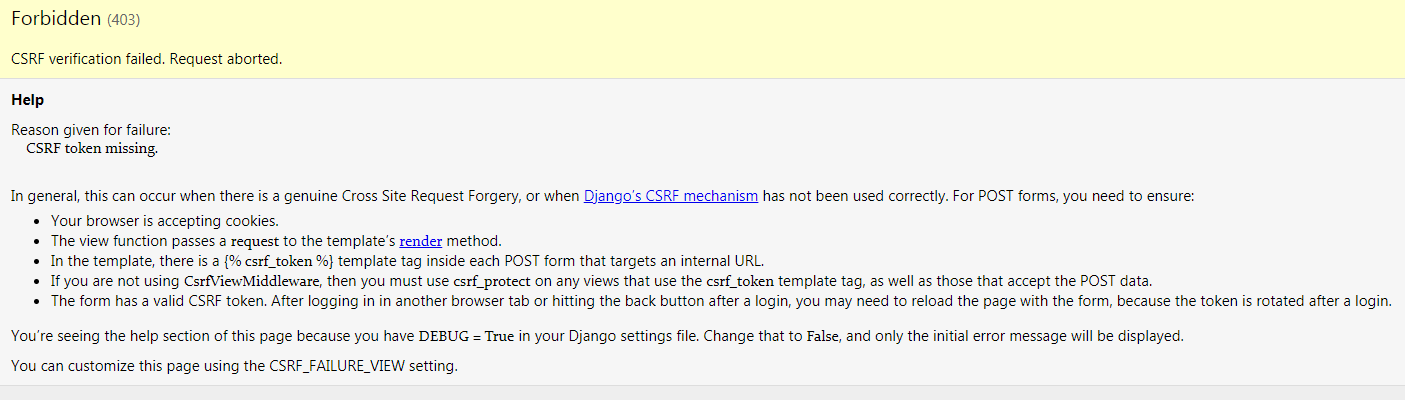 Forbidden (403)
CSRF verification failed. Request aborted.
Help
Reason given for failure:
CSRF token missing.
In general, this can occur when there is a genuine Cross Site Request Forgery, or when Django’s CSRF mechanism has not been used correctly. For POST forms, you need to ensure:
• Your browser is accepting cookies.
• The view function passes a request to the template’s render method.
• In the template, there is a {% csrf_token %} template tag inside each POST form that targets an internal URL.
• If you are not using CsrfViewMiddleware, then you must use csrf_protect on any views that use the csrf_token template tag, as well as those that accept the POST data.
• The form has a valid CSRF token. After logging in in another browser tab or hitting the back button after a login, you may need to reload the page with the form, because the token is rotated after a login.
You’re seeing the help section of this page because you have DEBUG = True in your Django settings file. Change that to False, and only the initial error message will be displayed.
You can customize this page using the CSRF_FAILURE_VIEW setting.